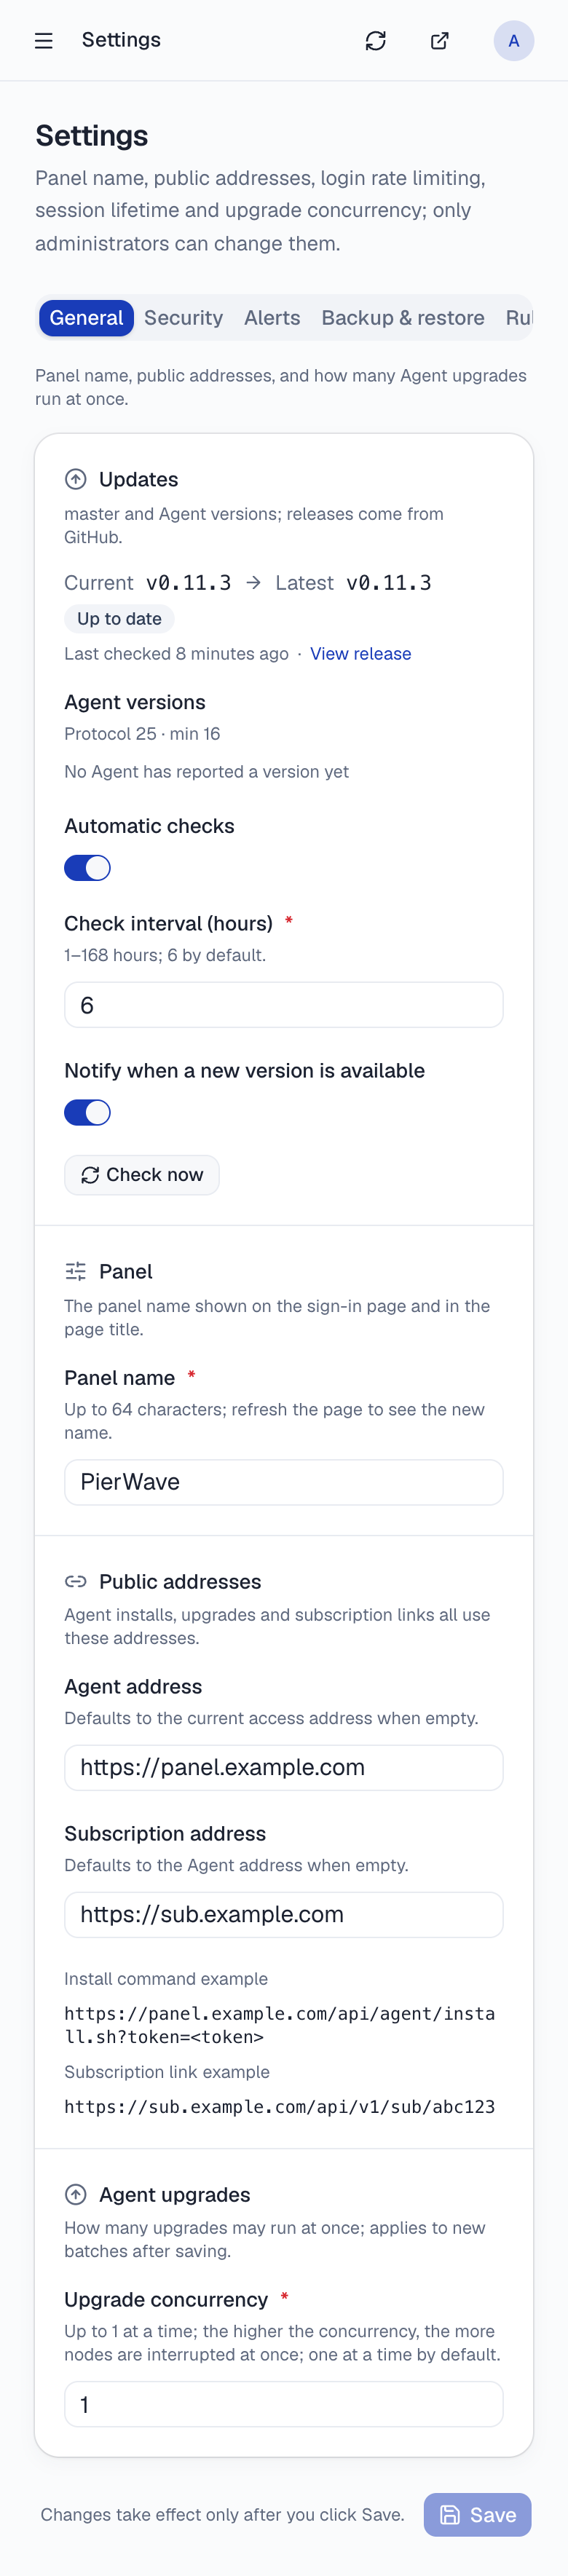 Settings
A
Settings
Panel name, public addresses, login rate limiting,
session lifetime and upgrade concurrency; only
administrators can change them.
General Security Alerts Backup & restore Rul
Panel name, public addresses, and how many Agent upgrades
run at once.
Updates
master and Agent versions; releases come from
GitHub.
Current v0.11.3 → Latest v0.11.3
Up to date
Last checked 8 minutes ago · View release
Agent versions
Protocol 25 · min 16
No Agent has reported a version yet
Automatic checks
Check interval (hours) *
1–168 hours; 6 by default.
6
Notify when a new version is available
Check now
Panel
The panel name shown on the sign-in page and in the
page title.
Panel name *
Up to 64 characters; refresh the page to see the new
name.
PierWave
Public addresses
Agent installs, upgrades and subscription links all use
these addresses.
Agent address
Defaults to the current access address when empty.
https://panel.example.com
Subscription address
Defaults to the Agent address when empty.
https://sub.example.com
Install command example
https://panel.example.com/api/agent/insta
ll.sh?token=<token>
Subscription link example
https://sub.example.com/api/v1/sub/abc123
Agent upgrades
How many upgrades may run at once; applies to new
batches after saving.
Upgrade concurrency *
Up to 1 at a time; the higher the concurrency, the more
nodes are interrupted at once; one at a time by default.
1
Changes take effect only after you click Save.
Save